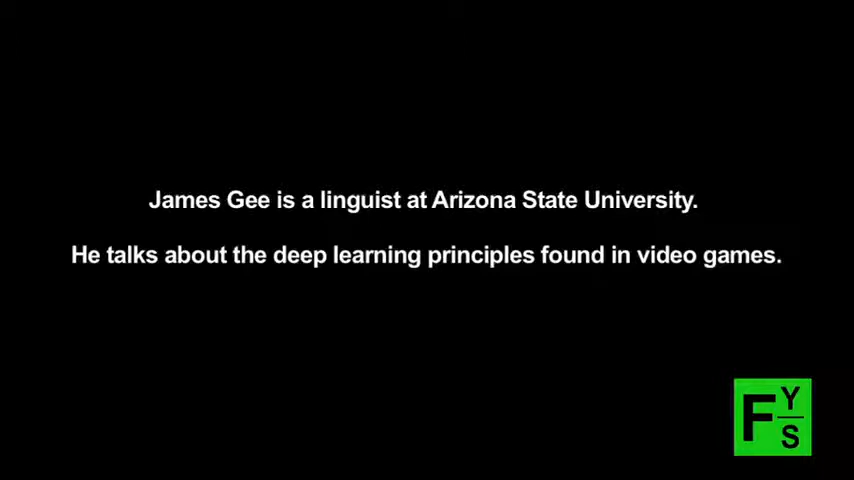 James Gee is a linguist at Arizona State University.
He talks about the deep learning principles found in video games.
F Y
S